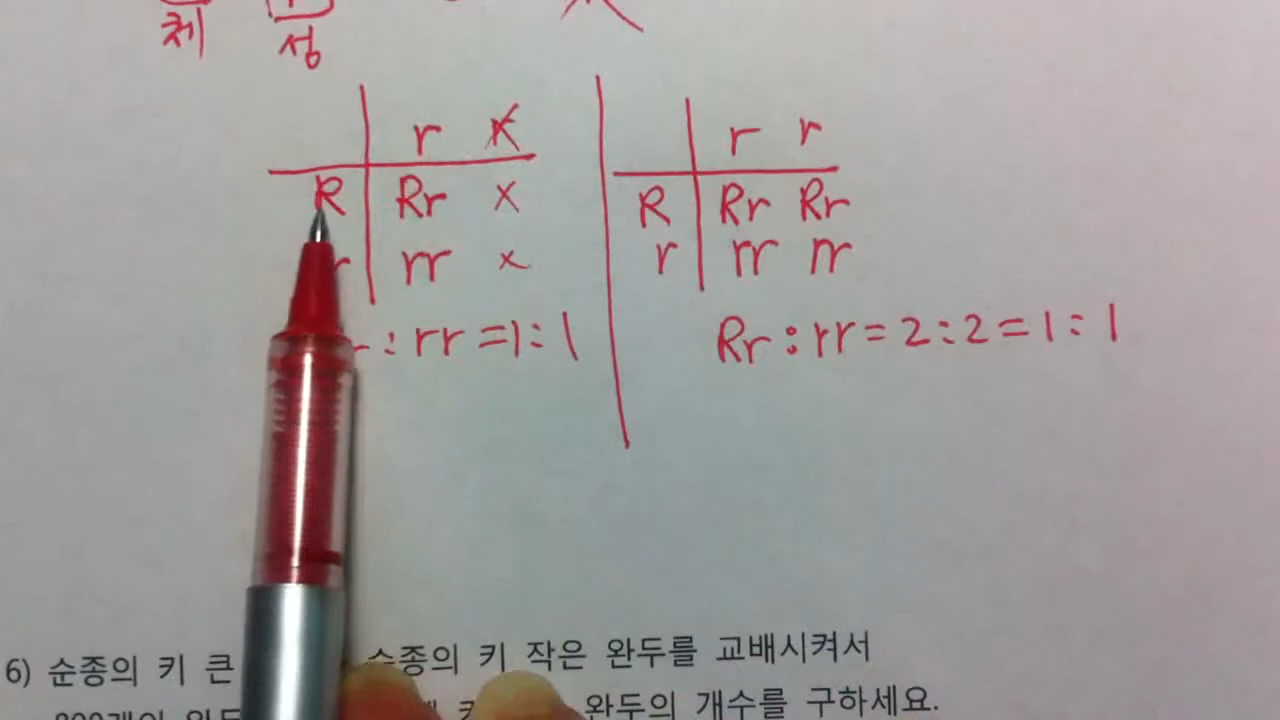 체 성
r r
R Rr x
r rr x
: rr = 1 : 1
r r
R Rr Rr
r rr rr
Rr : rr = 2 : 2 = 1 : 1
6) 순종의 키 큰 순종의 키 작은 완두를 교배시켜서
완두의 개수를 구하세요.